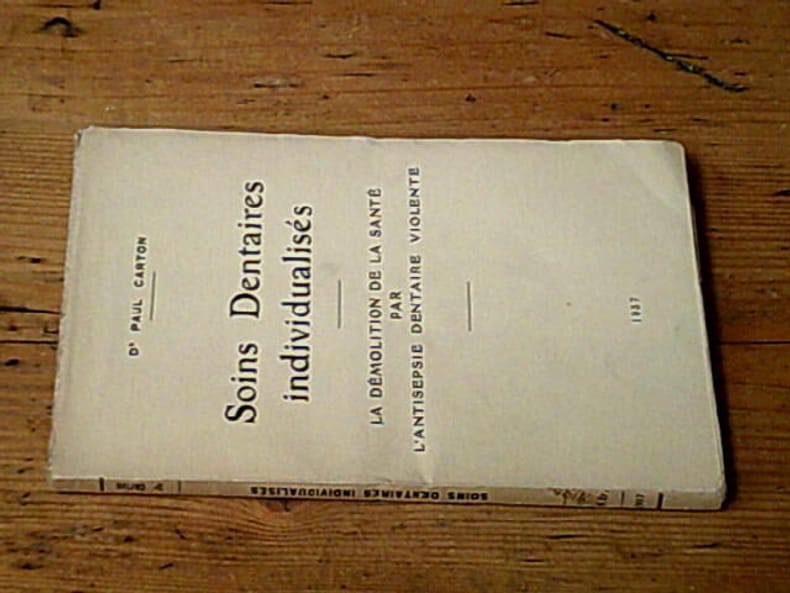 Dʳ PAUL CARTON
Soins Dentaires
individualisés
LA DÉMOLITION DE LA SANTÉ
PAR
L'ANTISEPSIE DENTAIRE VIOLENTE
1937
SOINS DENTAIRES INDIVIDUALISÉS